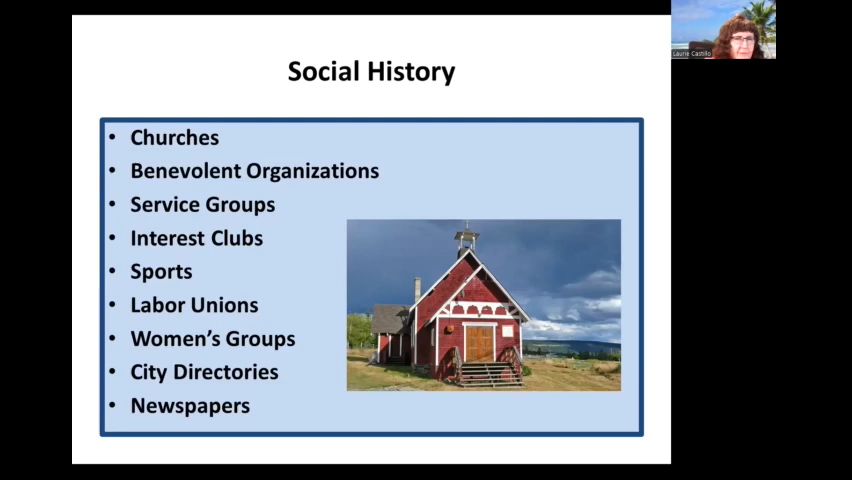 Social History
• Churches
• Benevolent Organizations
• Service Groups
• Interest Clubs
• Sports
• Labor Unions
• Women’s Groups
• City Directories
• Newspapers
Laurie Castillo